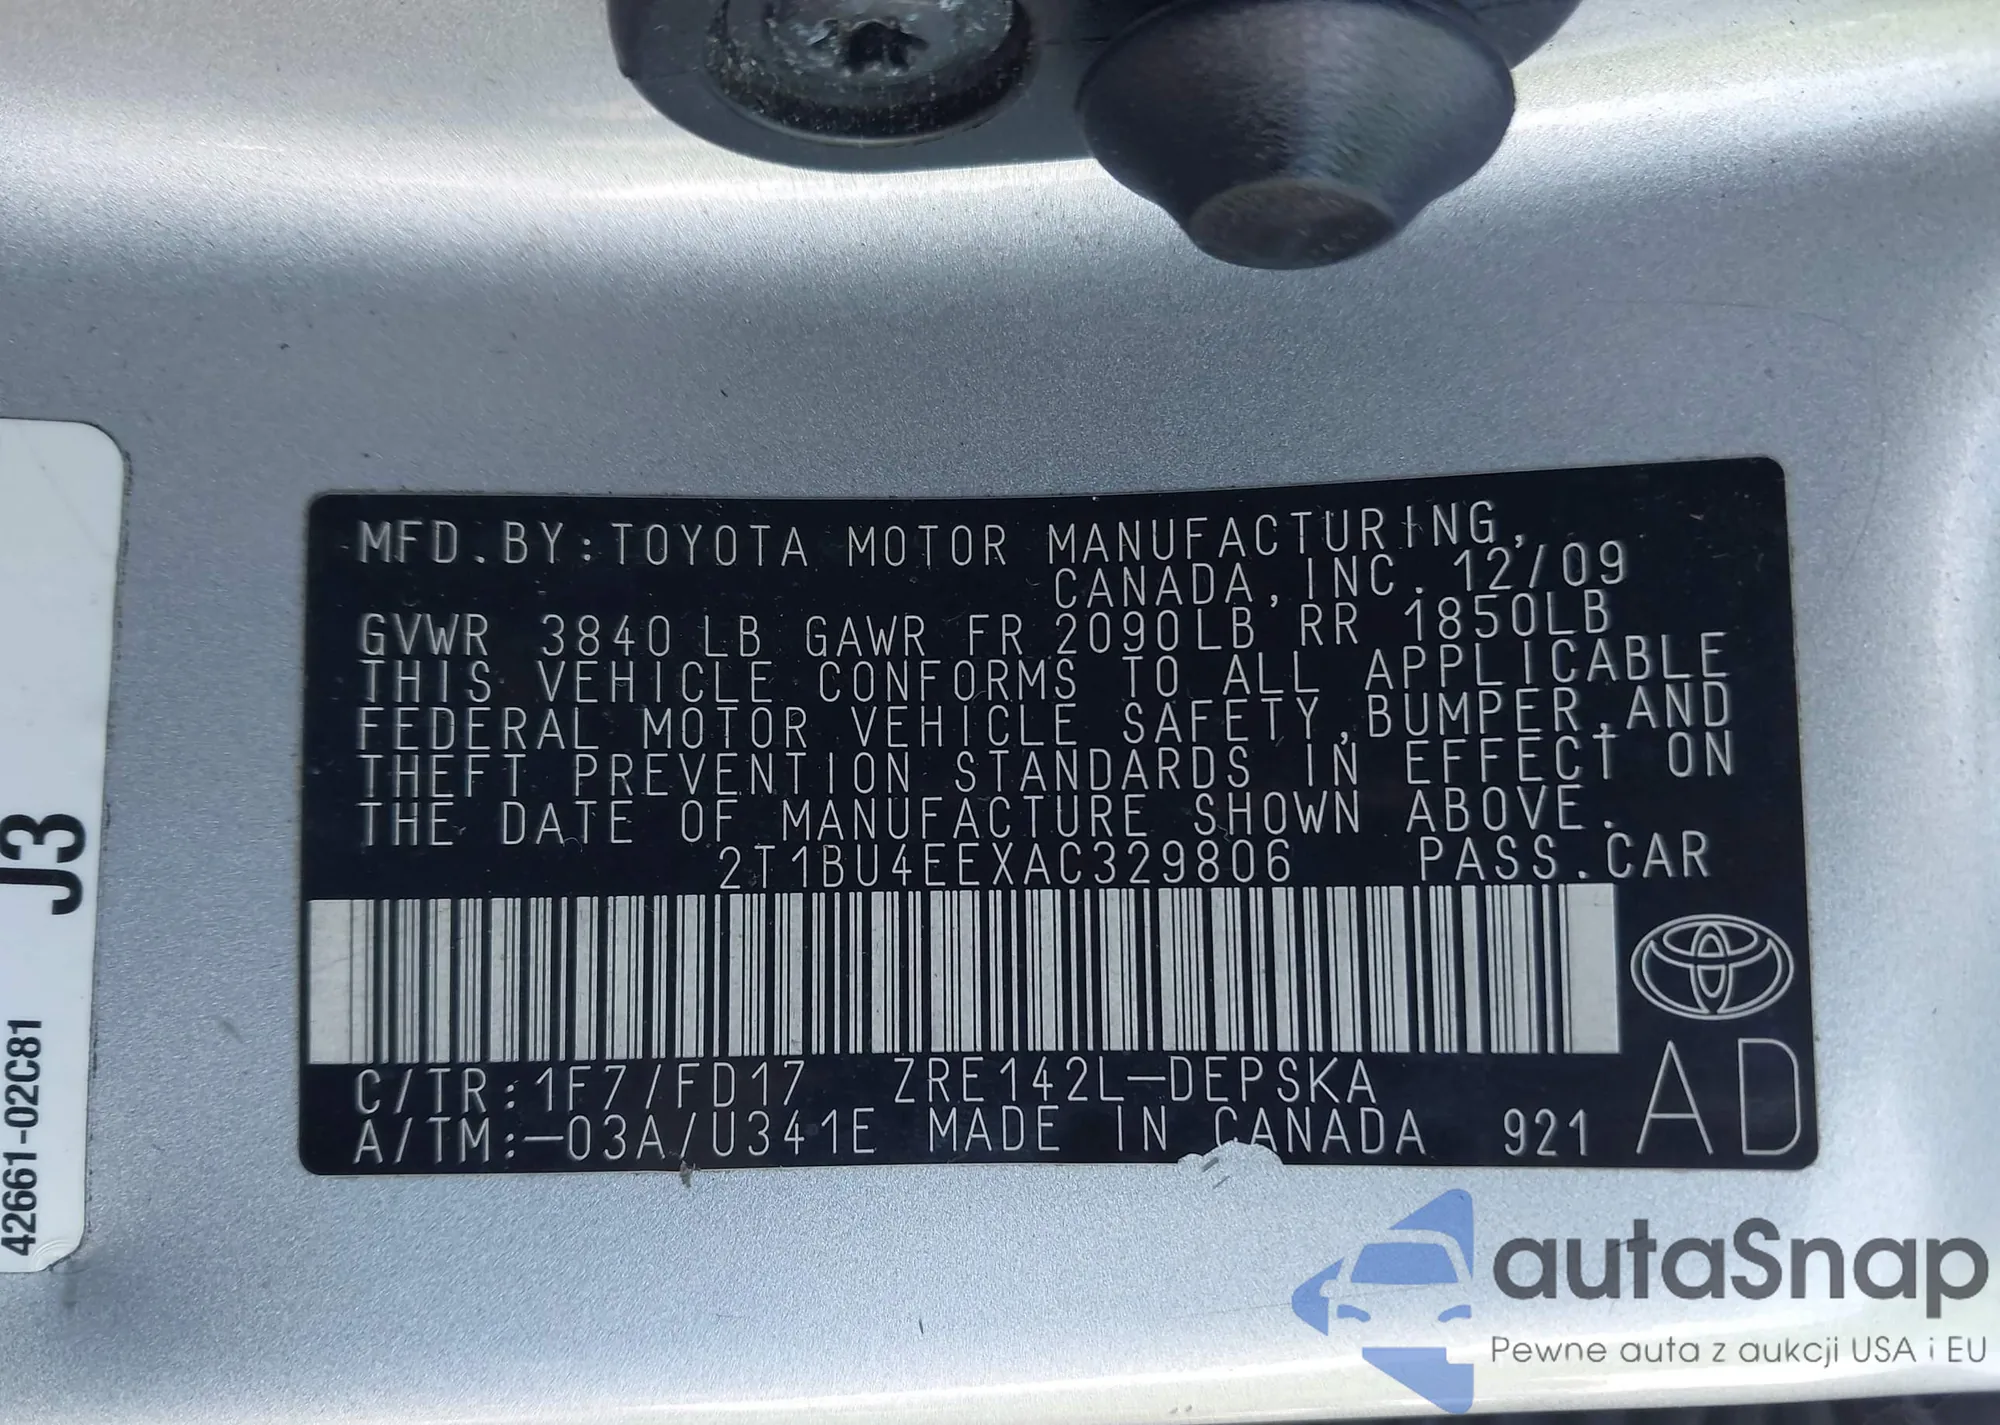 MFD.BY:TOYOTA MOTOR MANUFACTURING,
CANADA,INC. 12/09
GVWR 3840 LB GAWR FR 2090LB RR 1850LB
THIS VEHICLE CONFORMS TO ALL APPLICABLE
FEDERAL MOTOR VEHICLE SAFETY,BUMPER,AND
THEFT PREVENTION STANDARDS IN EFFECT ON
THE DATE OF MANUFACTURE SHOWN ABOVE.
2T1BU4EEXAC329806 PASS.CAR
C/TR:1F7/FD17 ZRE142L-DEPSKA
A/TM:-03A/U341E MADE IN CANADA 921
AD
J3
42661-02C81
autaSnap
Pewne auta z aukcji USA i EU